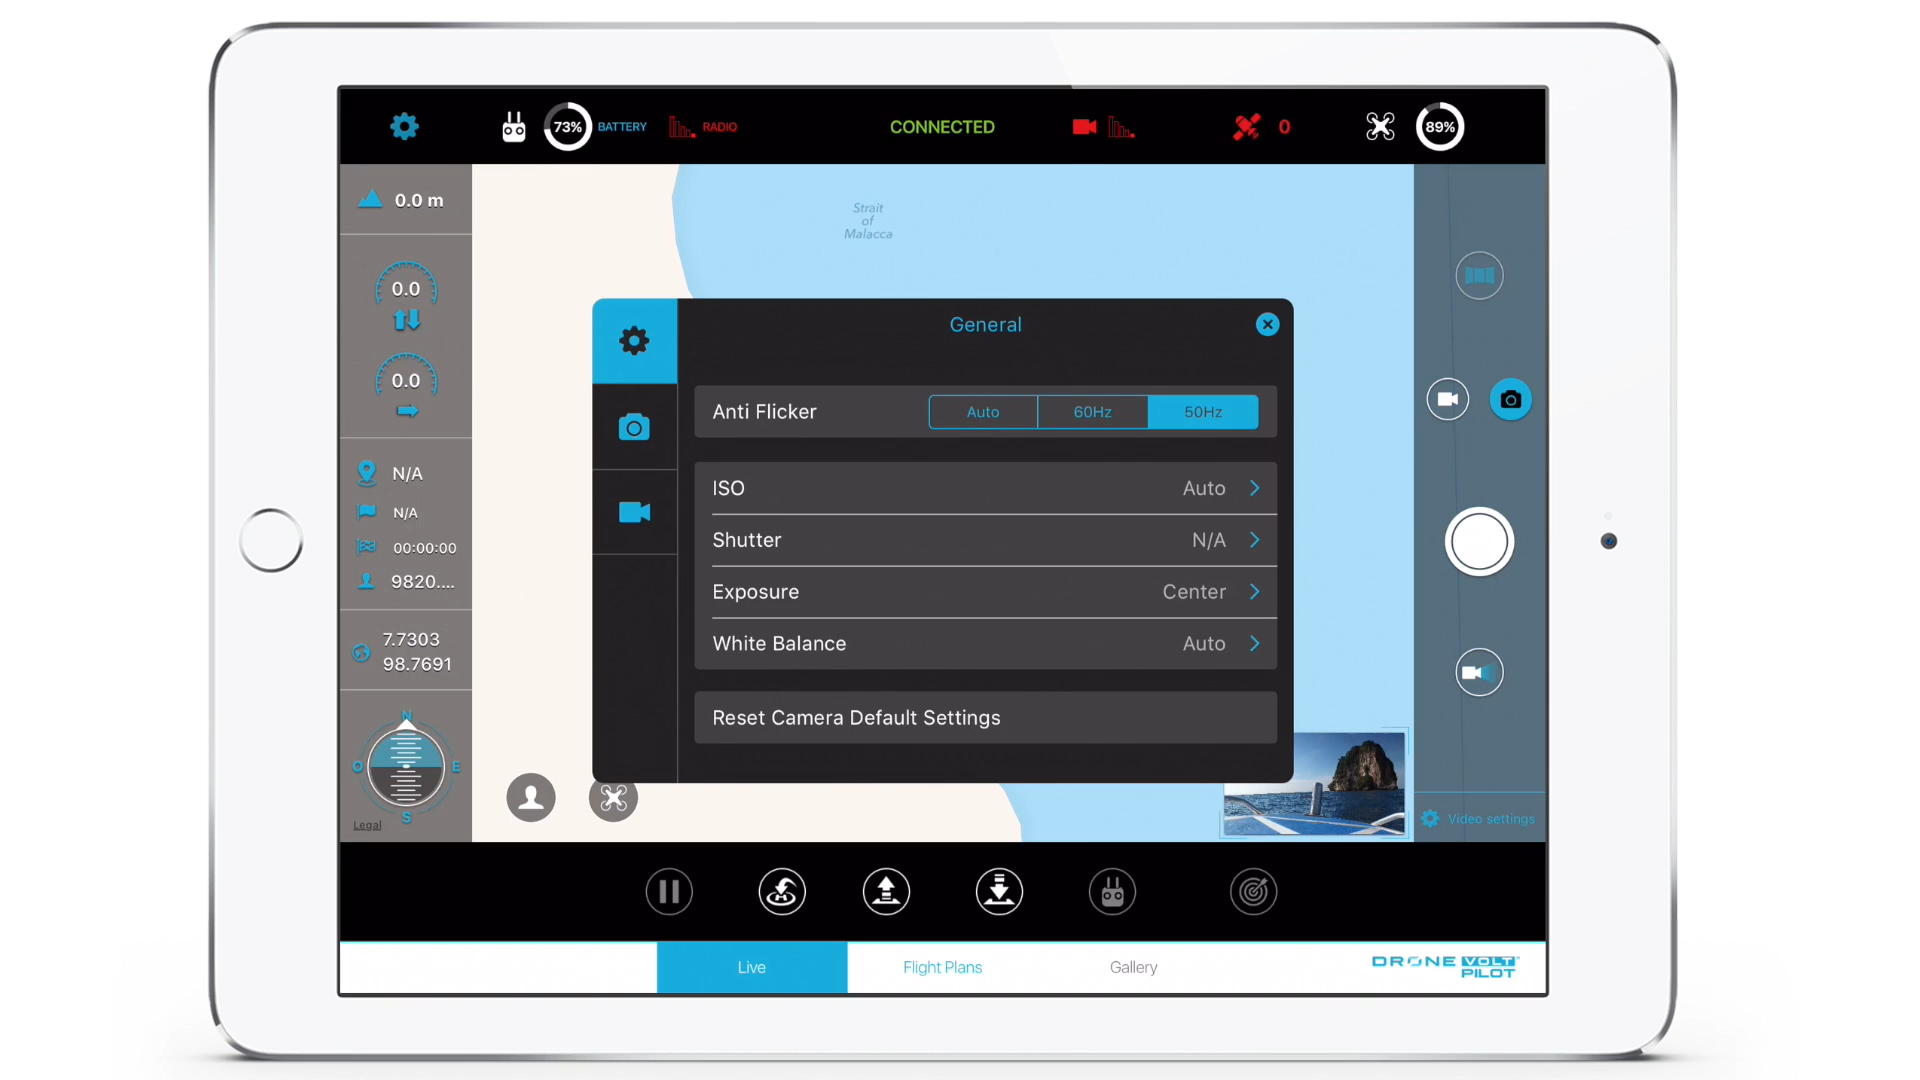 73%
BATTERY
RADIO
CONNECTED
0
89%
0.0 m
0.0
0.0
N/A
N/A
00:00:00
9820....
7.7303
98.7691
N
O
E
S
Legal
Strait
of
Malacca
General
Anti Flicker
Auto
60Hz
50Hz
ISO
Auto
Shutter
N/A
Exposure
Center
White Balance
Auto
Reset Camera Default Settings
Video settings
Live
Flight Plans
Gallery
DRONE VOLT
PILOT